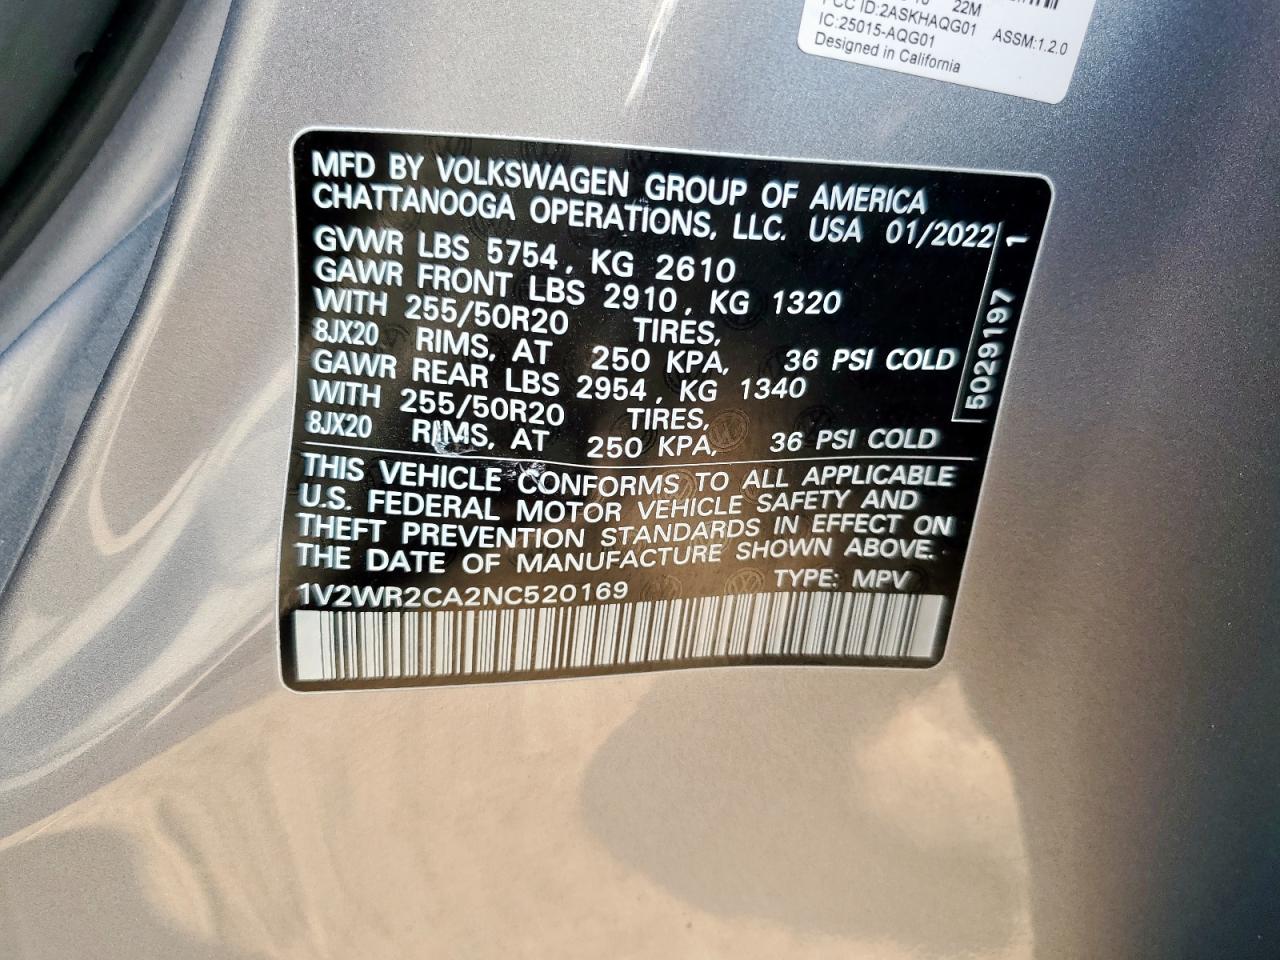 22M
FCC ID:2ASKHAQG01
IC:25015-AQG01 ASSM:1.2.0
Designed in California
MFD BY VOLKSWAGEN GROUP OF AMERICA
CHATTANOOGA OPERATIONS, LLC. USA 01/2022
GVWR LBS 5754, KG 2610
GAWR FRONT LBS 2910, KG 1320
WITH 255/50R20 TIRES,
8JX20 RIMS, AT 250 KPA, 36 PSI COLD
GAWR REAR LBS 2954, KG 1340
WITH 255/50R20 TIRES,
8JX20 RIMS, AT 250 KPA, 36 PSI COLD
5029197 1
THIS VEHICLE CONFORMS TO ALL APPLICABLE
U.S. FEDERAL MOTOR VEHICLE SAFETY AND
THEFT PREVENTION STANDARDS IN EFFECT ON
THE DATE OF MANUFACTURE SHOWN ABOVE.
1V2WR2CA2NC520169 TYPE: MPV